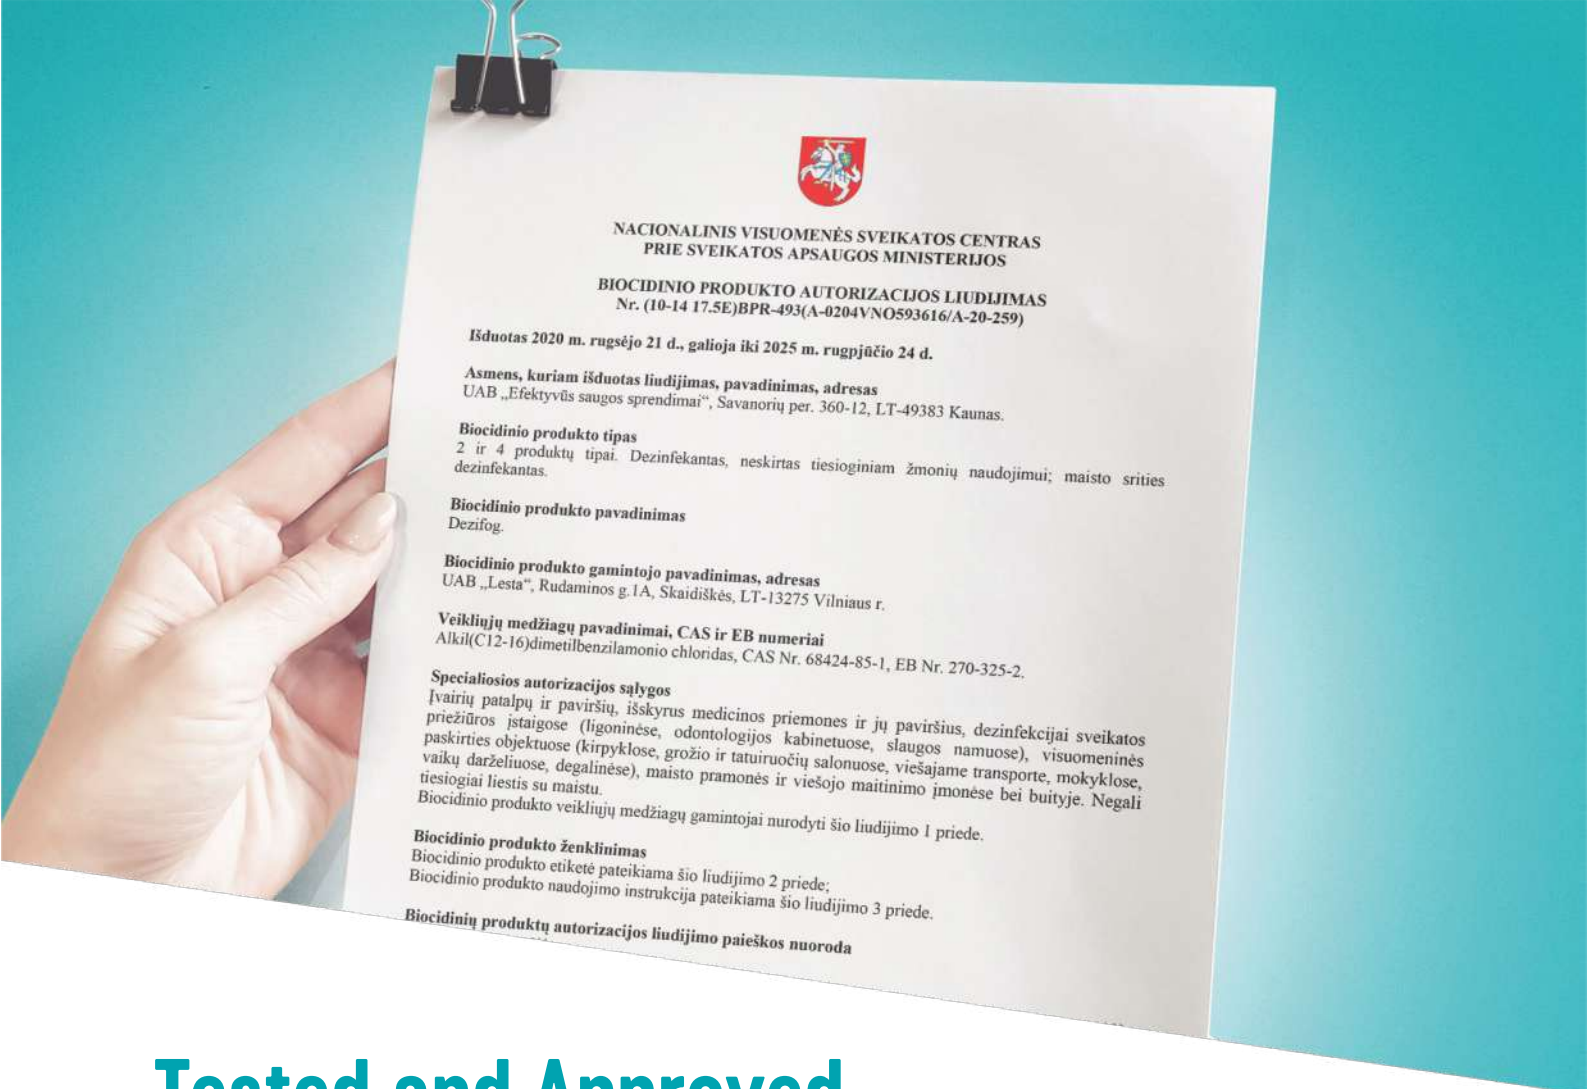 NACIONALINIS VISUOMENĖS SVEIKATOS CENTRAS
PRIE SVEIKATOS APSAUGOS MINISTERIJOS
BIOCIDINIO PRODUKTO AUTORIZACIJOS LIUDIJIMAS
Nr. (10-14 17.5E)BPR-493(A-0204VNO593616/A-20-259)
Išduotas 2020 m. rugsėjo 21 d., galioja iki 2025 m. rugpjūčio 24 d.
Asmens, kuriam išduotas liudijimas, pavadinimas, adresas
UAB „Efektyvūs saugos sprendimai“, Savanorių per. 360-12, LT-49383 Kaunas.
Biocidinio produkto tipas
2 ir 4 produktų tipai. Dezinfekantas, neskirtas tiesioginiam žmonių naudojimui; maisto srities
dezinfekantas.
Biocidinio produkto pavadinimas
Dezifog.
Biocidinio produkto gamintojo pavadinimas, adresas
UAB „Lesta“, Rudaminos g.1A, Skaidiškės, LT-13275 Vilniaus r.
Veikliųjų medžiagų pavadinimai, CAS ir EB numeriai
Alkil(C12-16)dimetilbenzilamonio chloridas, CAS Nr. 68424-85-1, EB Nr. 270-325-2.
Specialiosios autorizacijos sąlygos
Įvairių patalpų ir paviršių, išskyrus medicinos priemones ir jų paviršius, dezinfekcijai sveikatos
priežiūros įstaigose (ligoninėse, odontologijos kabinetuose, slaugos namuose), visuomeninės
paskirties objektuose (kirpyklose, grožio ir tatuiruočių salonuose, viešajame transporte, mokyklose,
vaikų darželiuose, degalinėse), maisto pramonės ir viešojo maitinimo įmonėse bei buityje. Negali
tiesiogiai liestis su maistu.
Biocidinio produkto veikliųjų medžiagų gamintojai nurodyti šio liudijimo 1 priede.
Biocidinio produkto ženklinimas
Biocidinio produkto etiketė pateikiama šio liudijimo 2 priede;
Biocidinio produkto naudojimo instrukcija pateikiama šio liudijimo 3 priede.
Biocidinių produktų autorizacijos liudijimo paieškos nuoroda
Tested and Approved